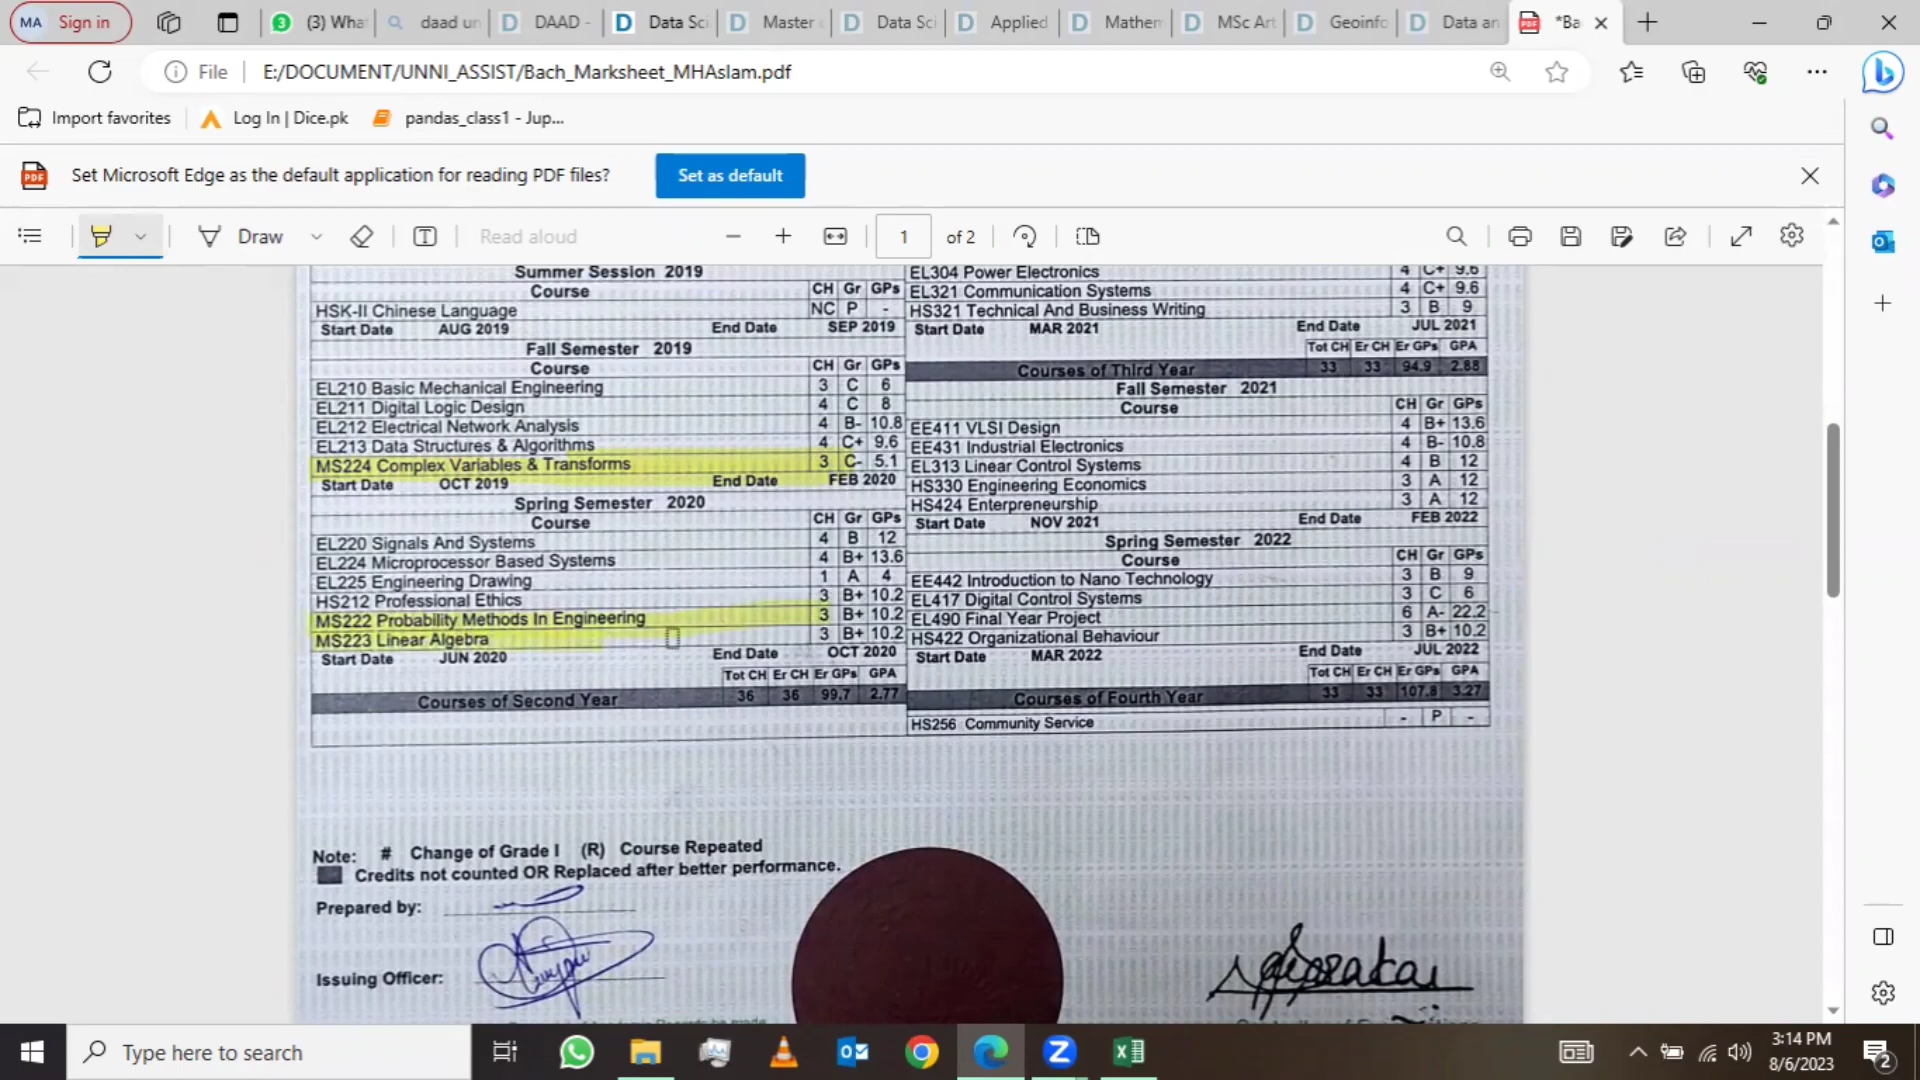 MA Sign in
(3) Wha
daad un
DAAD -
Data Sci
Master
Data Sci
Applied
Mathem
MSc Art
Geoinfo
Data an
*Ba
File E:/DOCUMENT/UNNI_ASSIST/Bach_Marksheet_MHAslam.pdf
Import favorites Log In | Dice.pk pandas_class1 - Jup...
Set Microsoft Edge as the default application for reading PDF files? Set as default
Draw Read aloud 1 of 2
Summer Session 2019
Course CH Gr GPs
HSK-II Chinese Language NC P -
Start Date AUG 2019 End Date SEP 2019
Fall Semester 2019
Course CH Gr GPs
EL210 Basic Mechanical Engineering 3 C 6
EL211 Digital Logic Design 4 C 8
EL212 Electrical Network Analysis 4 B- 10.8
EL213 Data Structures & Algorithms 4 C+ 9.6
MS224 Complex Variables & Transforms 3 C- 5.1
Start Date OCT 2019 End Date FEB 2020
Spring Semester 2020
Course CH Gr GPs
EL220 Signals And Systems 4 B 12
EL224 Microprocessor Based Systems 4 B+ 13.6
EL225 Engineering Drawing 1 A 4
HS212 Professional Ethics 3 B+ 10.2
MS222 Probability Methods In Engineering 3 B+ 10.2
MS223 Linear Algebra 3 B+ 10.2
Start Date JUN 2020 End Date OCT 2020
Tot CH Er CH Er GPs GPA
Courses of Second Year 36 36 99.7 2.77
EL304 Power Electronics 4 C+ 9.6
EL321 Communication Systems 4 C+ 9.6
HS321 Technical And Business Writing 3 B 9
Start Date MAR 2021 End Date JUL 2021
Tot CH Er CH Er GPs GPA
Courses of Third Year 33 33 94.9 2.88
Fall Semester 2021
Course CH Gr GPs
EE411 VLSI Design 4 B+ 13.6
EE431 Industrial Electronics 4 B- 10.8
EL313 Linear Control Systems 4 B 12
HS330 Engineering Economics 3 A 12
HS424 Enterpreneurship 3 A 12
Start Date NOV 2021 End Date FEB 2022
Spring Semester 2022
Course CH Gr GPs
EE442 Introduction to Nano Technology 3 B 9
EL417 Digital Control Systems 3 C 6
EL490 Final Year Project 6 A- 22.2
HS422 Organizational Behaviour 3 B+ 10.2
Start Date MAR 2022 End Date JUL 2022
Tot CH Er CH Er GPs GPA
Courses of Fourth Year 33 33 107.8 3.27
HS256 Community Service - P -
Note: # Change of Grade I (R) Course Repeated
Credits not counted OR Replaced after better performance.
Prepared by:
Issuing Officer:
Type here to search
3:14 PM
8/6/2023
2